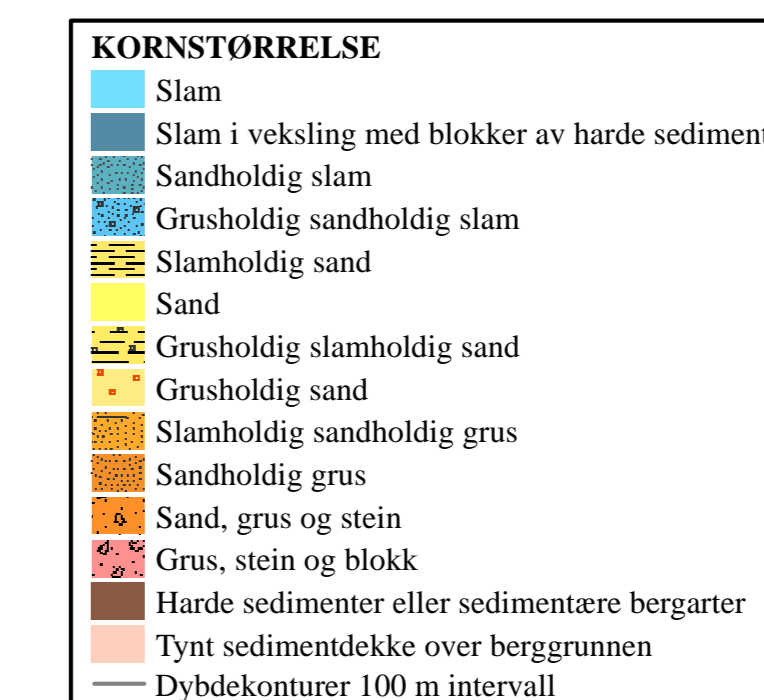 KORNSTØRRELSE
Slam
Slam i veksling med blokker av harde sediment
Sandholdig slam
Grusholdig sandholdig slam
Slamholdig sand
Sand
Grusholdig slamholdig sand
Grusholdig sand
Slamholdig sandholdig grus
Sandholdig grus
Sand, grus og stein
Grus, stein og blokk
Harde sedimenter eller sedimentære bergarter
Tynt sedimentdekke over berggrunnen
Dybdekonturer 100 m intervall